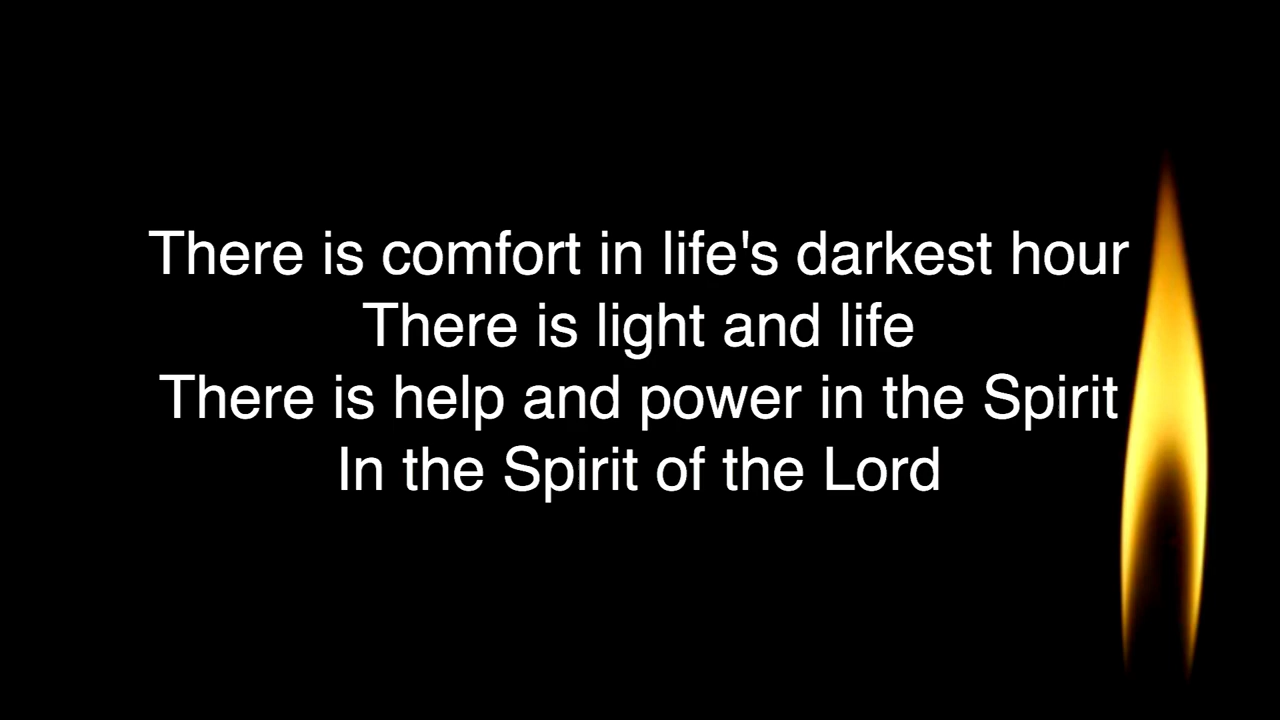 There is comfort in life's darkest hour
There is light and life
There is help and power in the Spirit
In the Spirit of the Lord